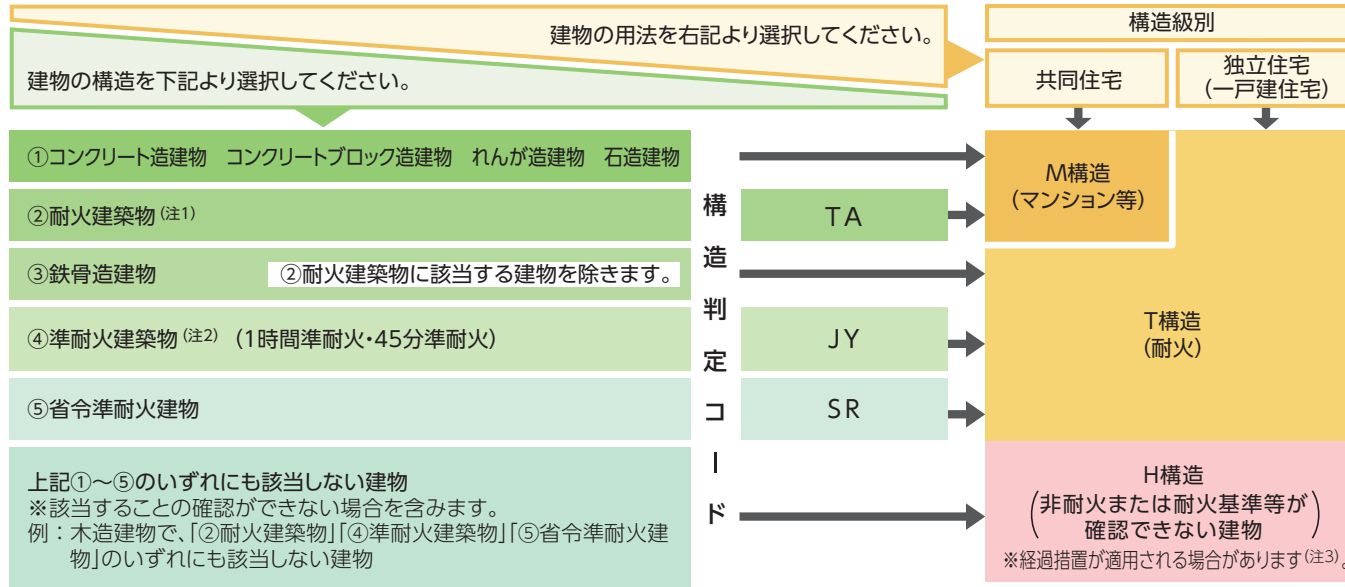 建物の用法を右記より選択してください。
建物の構造を下記より選択してください。
構造級別
共同住宅
独立住宅
(一戸建住宅)
①コンクリート造建物 コンクリートブロック造建物 れんが造建物 石造建物
②耐火建築物(注1)
③鉄骨造建物 ②耐火建築物に該当する建物を除きます。
④準耐火建築物(注2) (1時間準耐火・45分準耐火)
⑤省令準耐火建物
上記①〜⑤のいずれにも該当しない建物
※該当することの確認ができない場合を含みます。
例：木造建物で、「②耐火建築物」「④準耐火建築物」「⑤省令準耐火建
物」のいずれにも該当しない建物
構造判定コード
TA
JY
SR
M構造
(マンション等)
T構造
(耐火)
H構造
(非耐火または耐火基準等が
確認できない建物)
※経過措置が適用される場合があります(注3)。